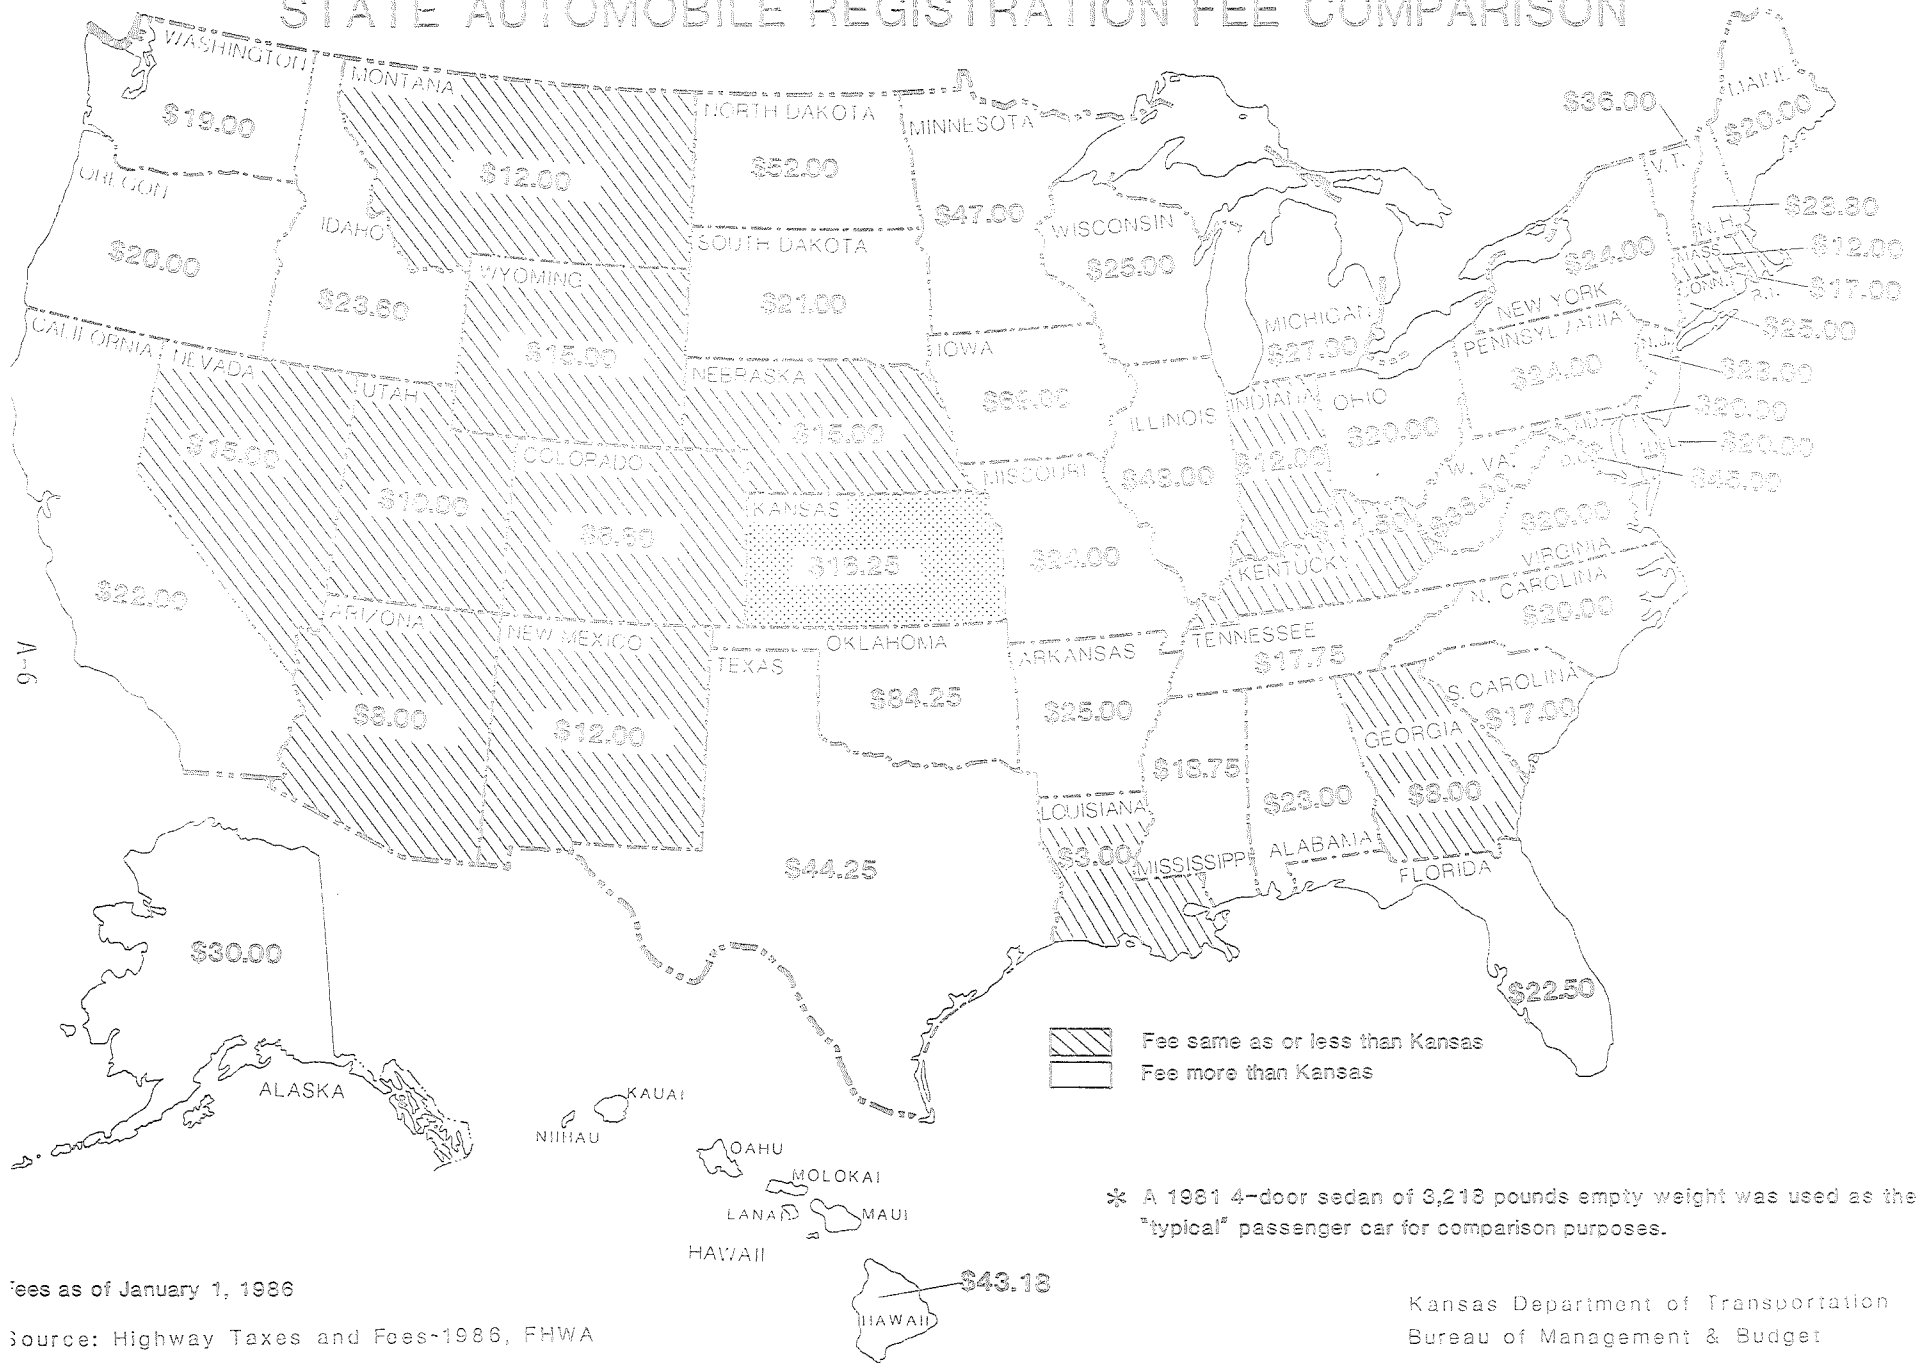 STATE AUTOMOBILE REGISTRATION FEE COMPARISON
WASHINGTON
$19.00
MONTANA
$12.00
NORTH DAKOTA
$52.00
MINNESOTA
$47.00
$36.00
MAINE
$20.00
V.T.
OREGON
$20.00
IDAHO
$23.60
WYOMING
$15.00
SOUTH DAKOTA
$21.00
WISCONSIN
$25.00
MICHIGAN
N.H.
MASS.
$12.00
$17.00
R.I.
CONN.
$25.00
$24.00
NEW YORK
PENNSYLVANIA
$24.00
N.J.
CALIFORNIA
$22.00
NEVADA
$15.00
UTAH
$10.00
COLORADO
NEBRASKA
$15.00
IOWA
ILLINOIS
$48.00
INDIANA
$12.00
OHIO
$20.00
W. VA.
MD.
D.C.
$20.00
$20.00
$45.00
KANSAS
MISSOURI
$24.00
KENTUCKY
$11.50
$20.00
VIRGINIA
N. CAROLINA
$20.00
TENNESSEE
$17.75
ARIZONA
$8.00
NEW MEXICO
$12.00
TEXAS
$44.25
OKLAHOMA
$84.25
ARKANSAS
$25.00
S. CAROLINA
$17.00
GEORGIA
$8.00
LOUISIANA
$3.00
MISSISSIPPI
$18.75
ALABAMA
$23.00
FLORIDA
$22.50
A-6
$30.00
ALASKA
Fee same as or less than Kansas
Fee more than Kansas
KAUAI
NIIHAU
OAHU
MOLOKAI
LANAI
MAUI
HAWAII
$43.18
HAWAII
* A 1981 4-door sedan of 3,218 pounds empty weight was used as the
"typical" passenger car for comparison purposes.
ees as of January 1, 1986
ource: Highway Taxes and Fees-1986, FHWA
Kansas Department of Transportation
Bureau of Management & Budget